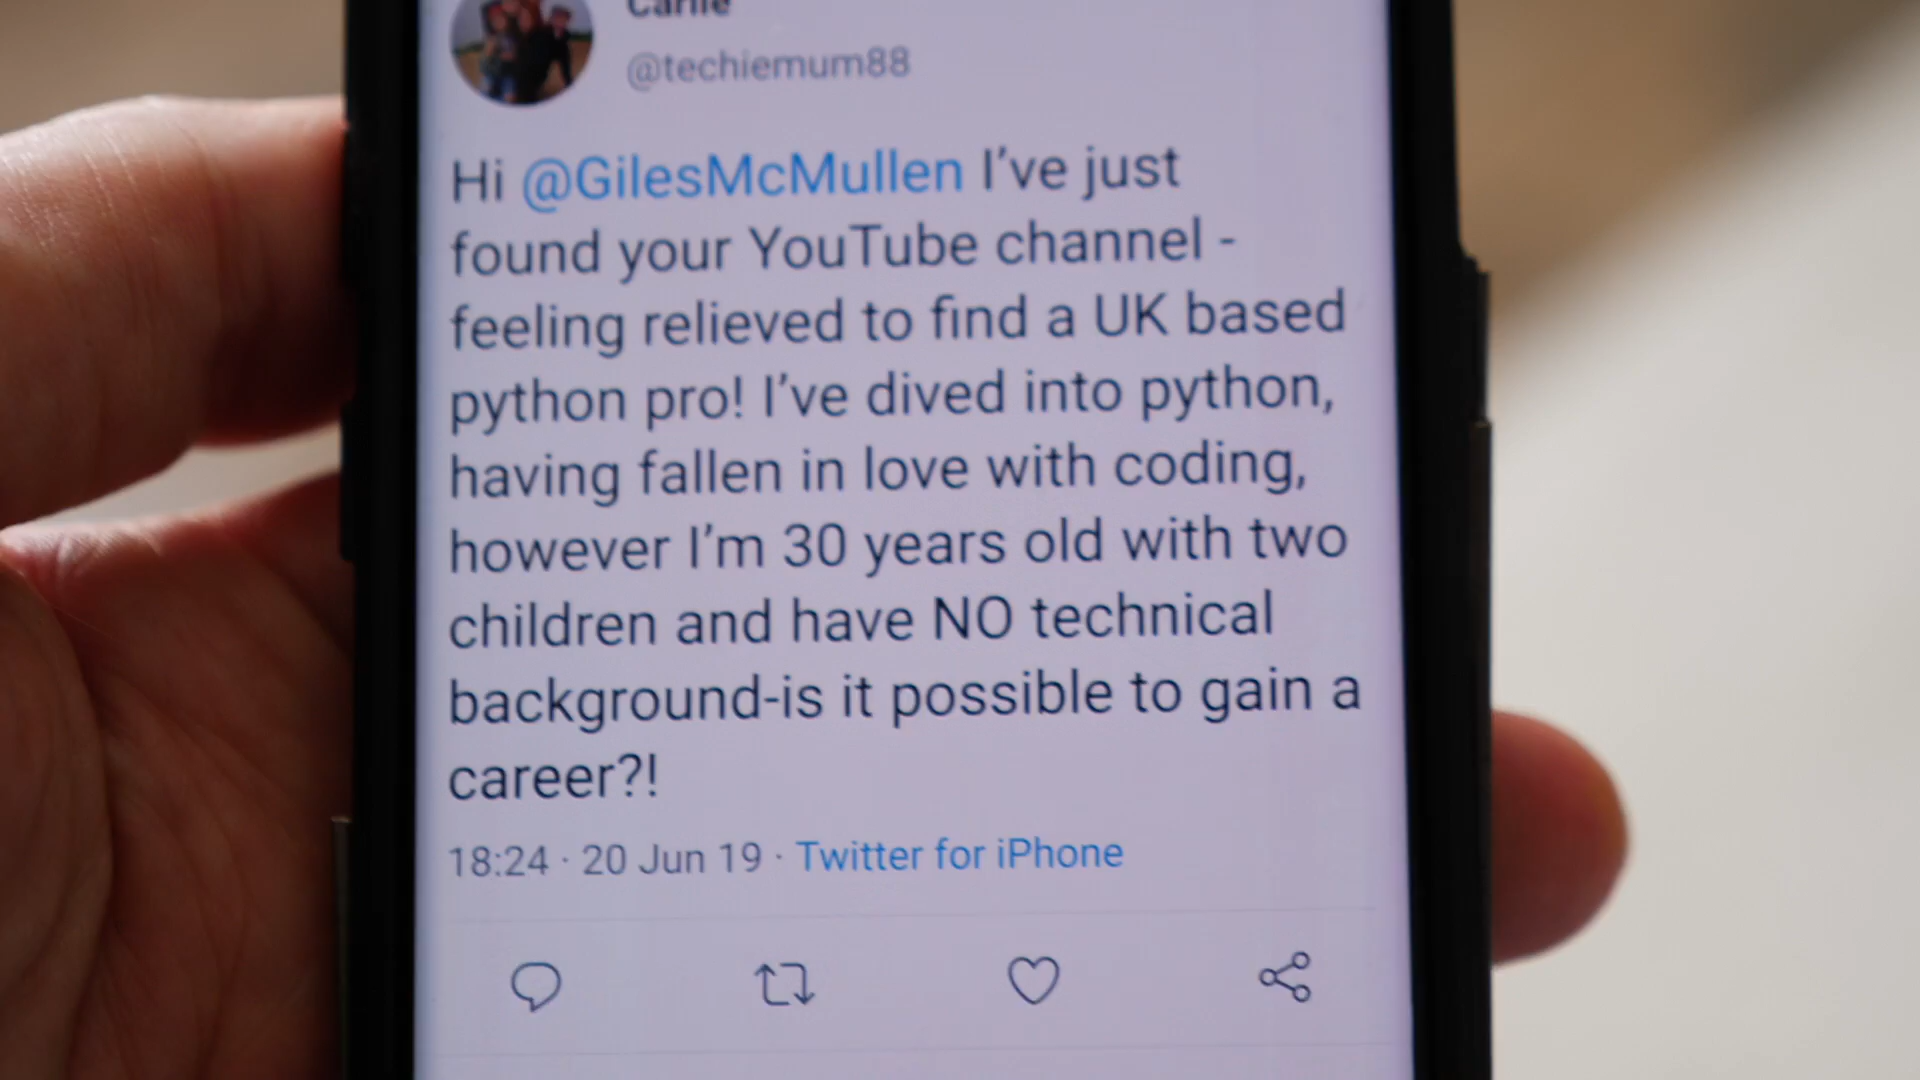 Carlie
@techiemum88
Hi @GilesMcMullen I’ve just
found your YouTube channel -
feeling relieved to find a UK based
python pro! I’ve dived into python,
having fallen in love with coding,
however I’m 30 years old with two
children and have NO technical
background-is it possible to gain a
career?!
18:24 · 20 Jun 19 · Twitter for iPhone